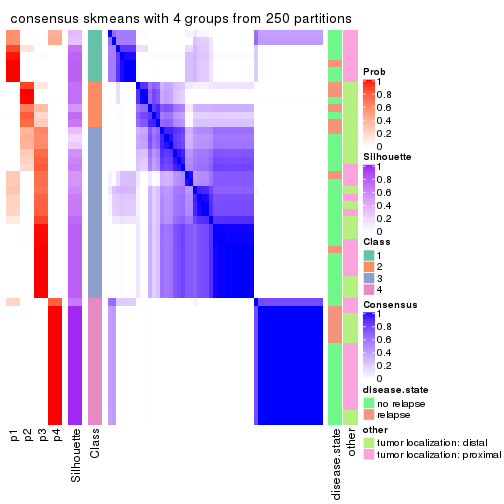 consensus skmeans with 4 groups from 250 partitions
Prob
1
0.8
0.6
0.4
0.2
0
Silhouette
1
0.8
0.6
0.4
0.2
0
Class
1
2
3
4
Consensus
1
0.8
0.6
0.4
0.2
0
disease.state
no relapse
relapse
other
tumor localization: distal
tumor localization: proximal
p1
p2
p3
p4
Silhouette
Class
disease.state
other